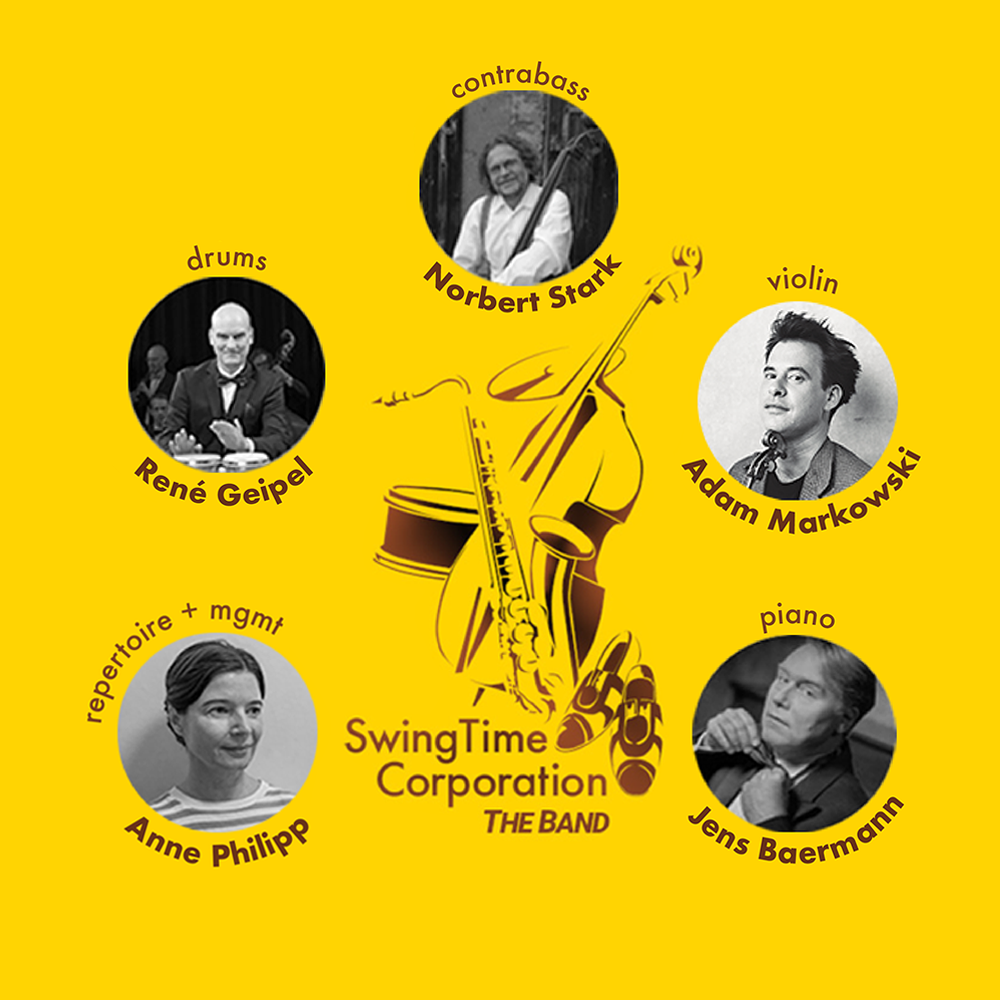 contrabass
Norbert Stark
drums
René Geipel
violin
Adam Markowski
repertoire + mgmt
Anne Philipp
piano
Jens Baermann
SwingTime
Corporation
THE BAND